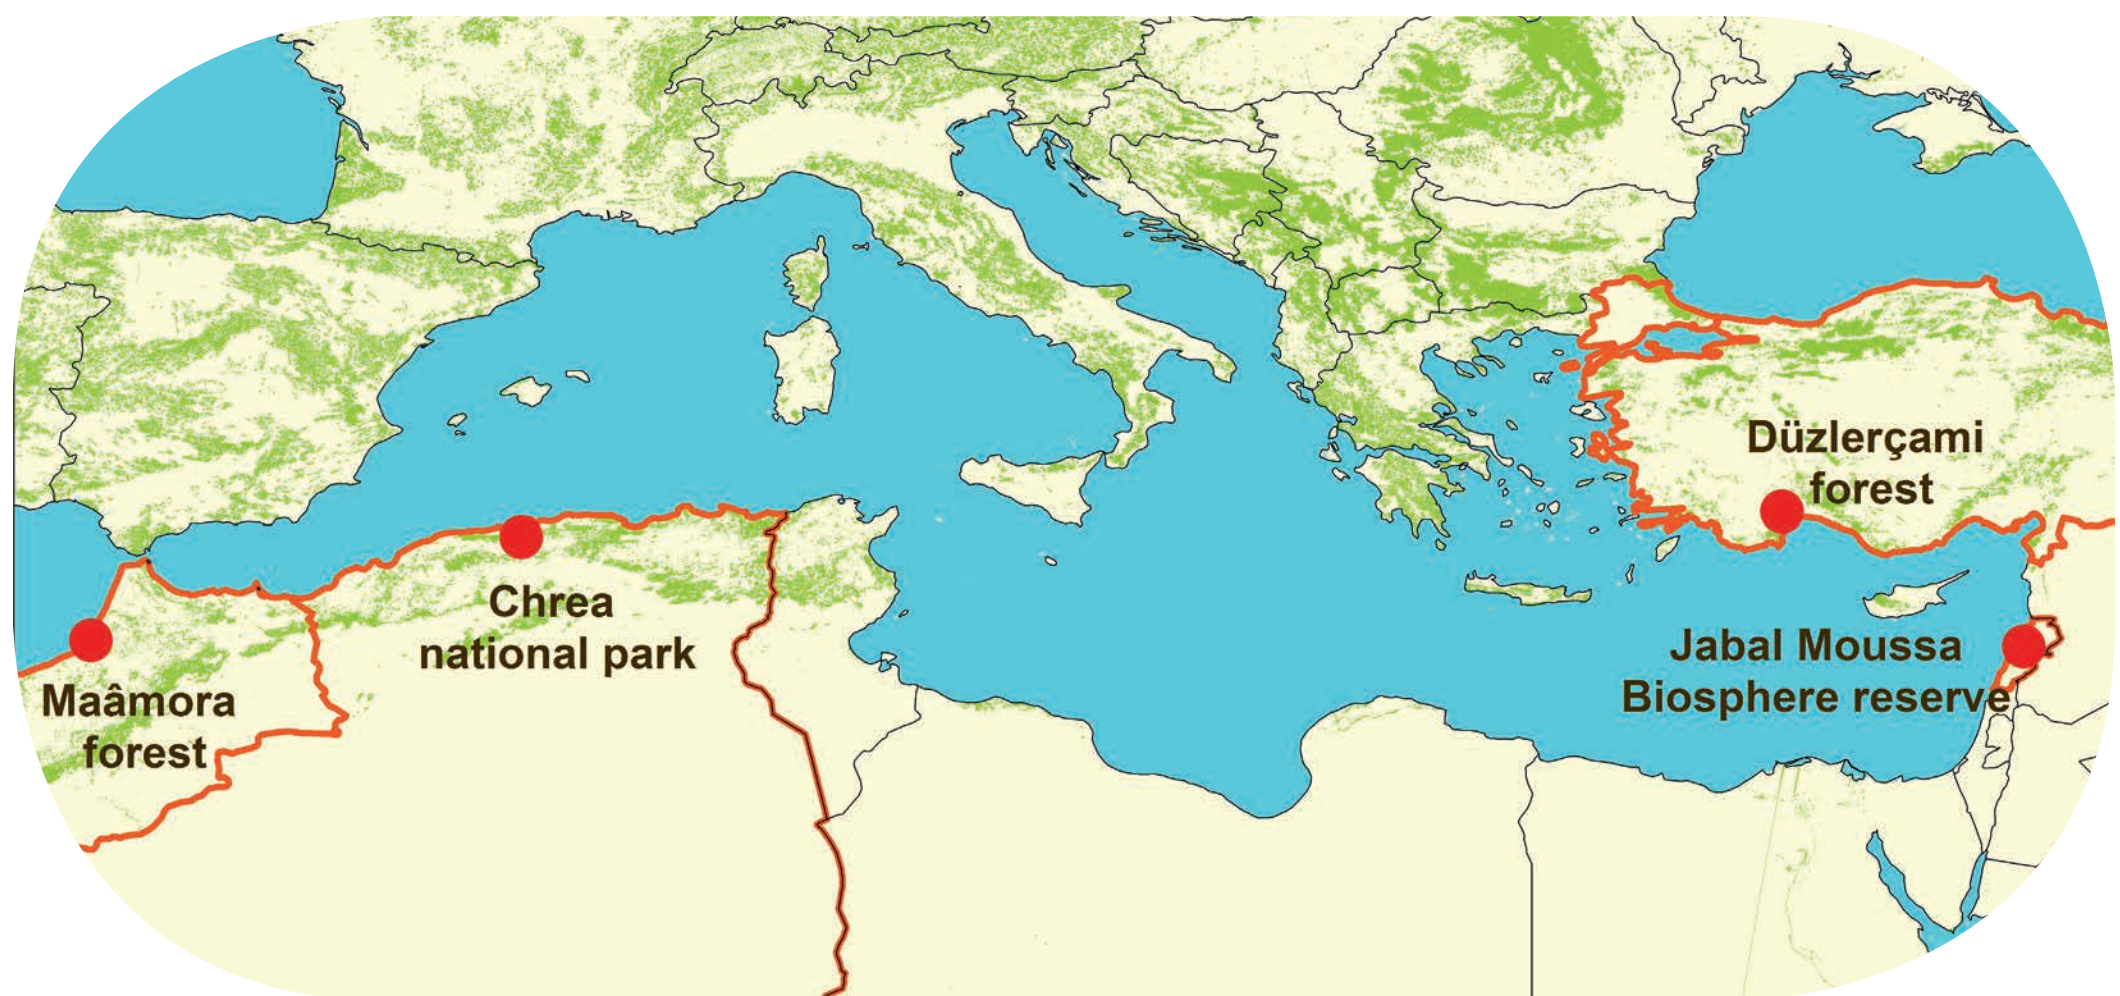 Düzlerçami
forest
Chrea
national park
Jabal Moussa
Biosphere reserve
Maâmora
forest